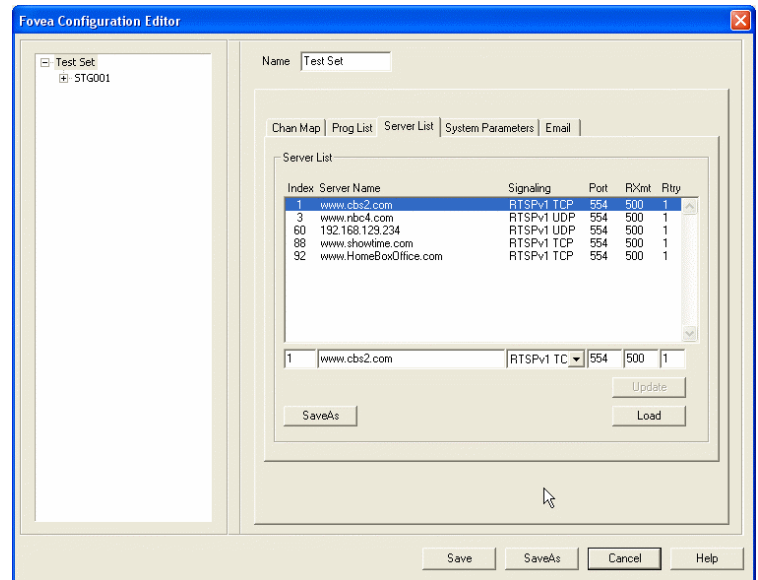 Fovea Configuration Editor
Test Set
STG001
Name Test Set
Chan Map Prog List Server List System Parameters Email
Server List
Index Server Name Signaling Port RXmt Rtry
1 www.cbs2.com RTSPv1 TCP 554 500 1
3 www.nbc4.com RTSPv1 UDP 554 500 1
60 192.168.129.234 RTSPv1 UDP 554 500 1
88 www.showtime.com RTSPv1 TCP 554 500 1
92 www.HomeBoxOffice.com RTSPv1 TCP 554 500 1
1 www.cbs2.com RTSPv1 TC 554 500 1
Update
SaveAs Load
Save SaveAs Cancel Help